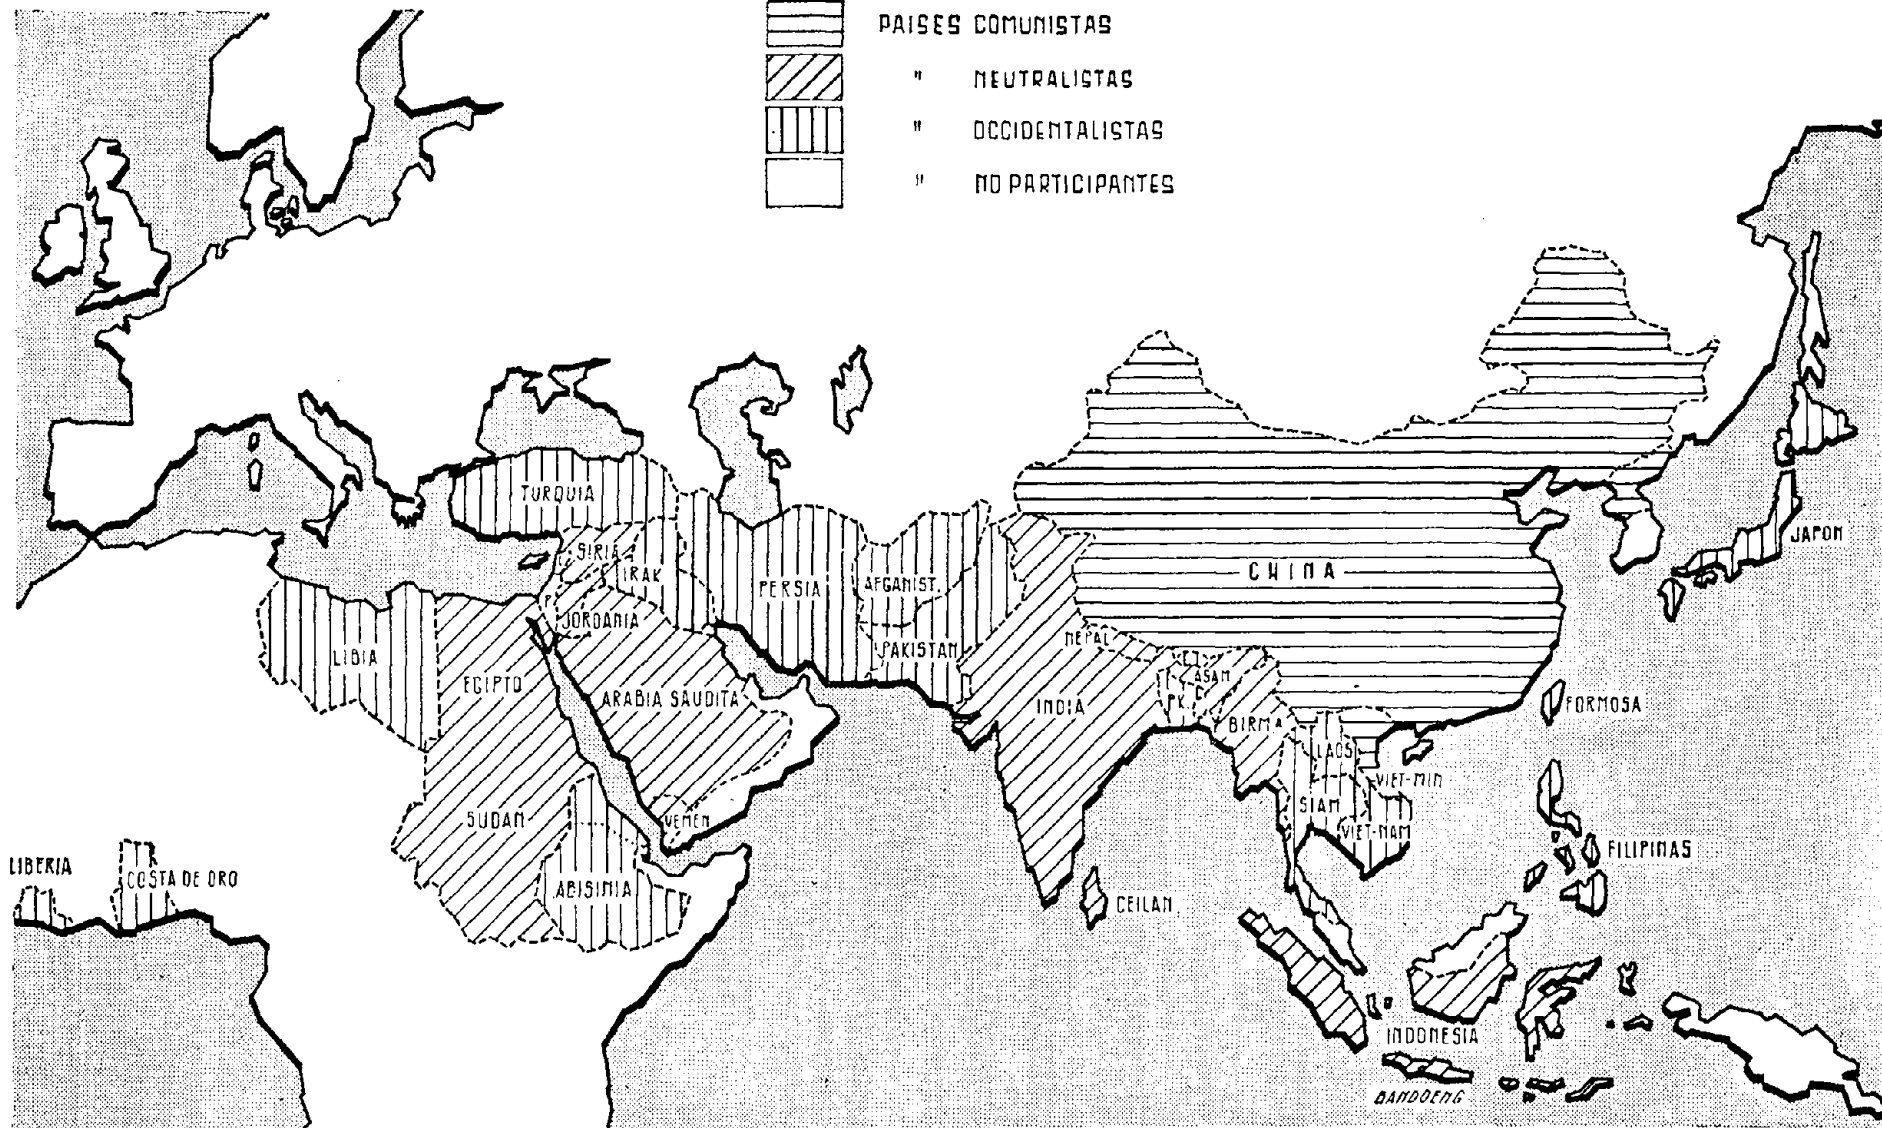 PAISES COMUNISTAS
" NEUTRALISTAS
" OCCIDENTALISTAS
" NO PARTICIPANTES
TURQUIA
SIRIA
IRAK
PERSIA
AFGANIST.
CHINA
JAPON
JORDANIA
LIBIA
EGIPTO
ARABIA SAUDITA
PAKISTAN
NEPAL
INDIA
ASAM
PK.
BIRMA
FORMOSA
LAOS
VIET-MIN
SIAM
VIET-NAM
SUDAN
YEMEN
LIBERIA
COSTA DE ORO
ABISINIA
CEILAN
FILIPINAS
INDONESIA
BANDOENG